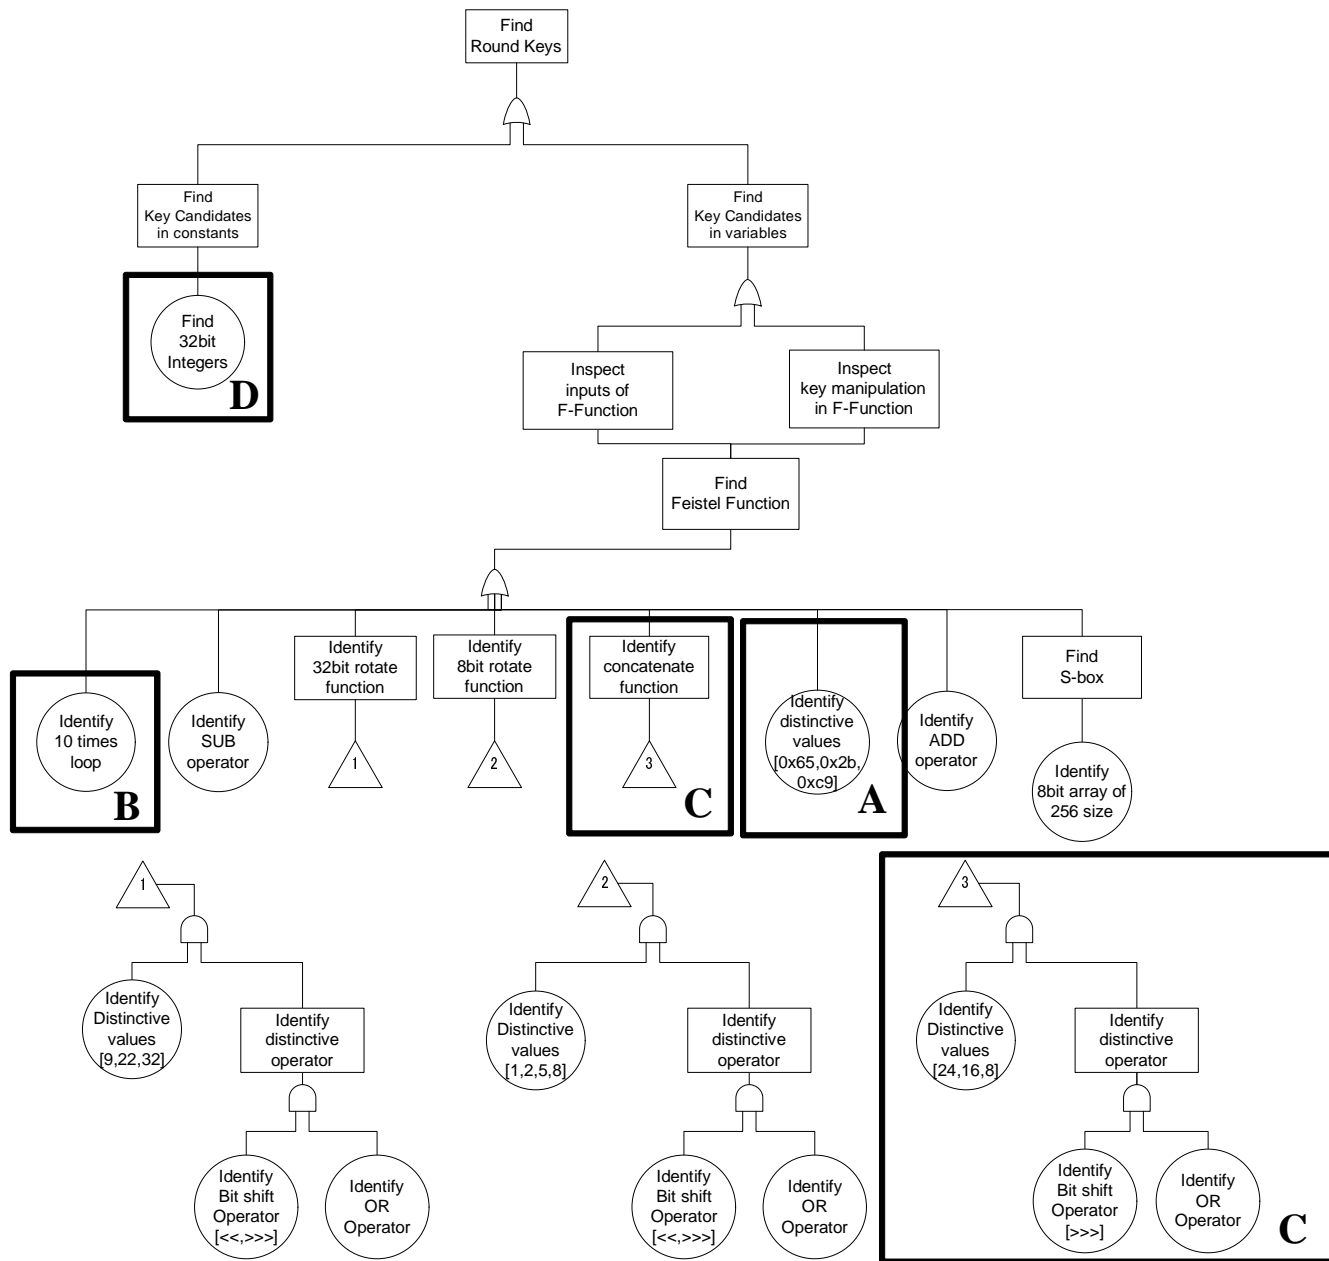 Find
Round Keys
Find
Key Candidates
in constants
Find
Key Candidates
in variables
Find
32bit
Integers
D
Inspect
inputs of
F-Function
Inspect
key manipulation
in F-Function
Find
Feistel Function
Identify
10 times
loop
B
Identify
SUB
operator
Identify
32bit rotate
function
1
Identify
8bit rotate
function
2
Identify
concatenate
function
3
C
Identify
distinctive
values
[0x65,0x2b,
0xc9]
A
Identify
ADD
operator
Find
S-box
Identify
8bit array of
256 size
1
Identify
Distinctive
values
[9,22,32]
Identify
distinctive
operator
Identify
Bit shift
Operator
[<<,>>>]
Identify
OR
Operator
2
Identify
Distinctive
values
[1,2,5,8]
Identify
distinctive
operator
Identify
Bit shift
Operator
[<<,>>>]
Identify
OR
Operator
3
Identify
Distinctive
values
[24,16,8]
Identify
distinctive
operator
Identify
Bit shift
Operator
[>>>]
Identify
OR
Operator
C